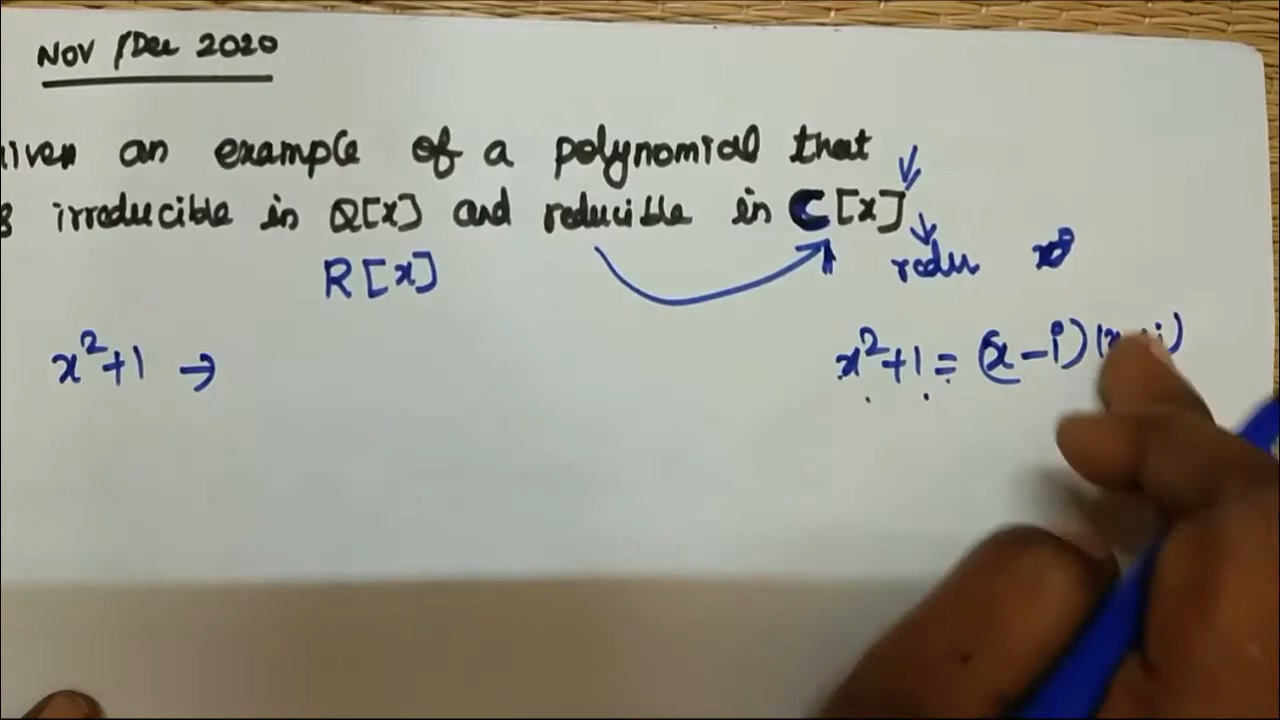 Nov / Dec 2020
an example of a polynomial that
irreducible in Q[x] and reducible in C[x]
R[x]
redu
x²+1 →
x²+1 = (x-i)